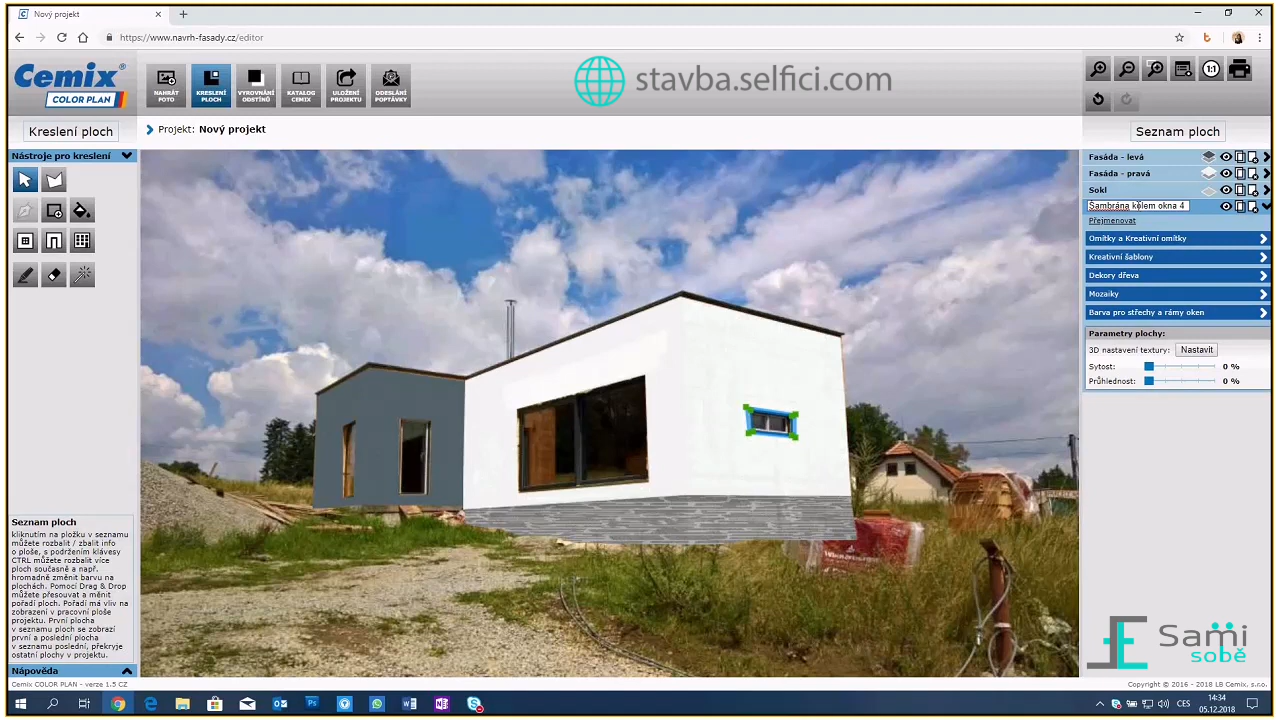 Nový projekt
https://www.navrh-fasady.cz/editor
Cemix®
COLOR PLAN
NAHRÁT FOTO
KRESLENÍ PLOCH
VYROVNÁNÍ ODSTÍNŮ
KATALOG CEMIX
ULOŽENÍ PROJEKTU
ODESLÁNÍ POPTÁVKY
stavba.selfici.com
1:1
Kreslení ploch
Projekt: Nový projekt
Seznam ploch
Nástroje pro kreslení
Fasáda - levá
Fasáda - pravá
Sokl
Šambrána kolem okna 4
Přejmenovat
Omítky a Kreativní omítky
Kreativní šablony
Dekory dřeva
Mozaiky
Barva pro střechy a rámy oken
Parametry plochy:
3D nastavení textury: Nastavit
Sytost: 0 %
Průhlednost: 0 %
Seznam ploch
kliknutím na pložku v seznamu
můžete rozbalit / zbalit info
o ploše, s podržením klávesy
CTRL můžete rozbalit více
ploch současně a např.
hromadně změnit barvu na
plochách. Pomocí Drag & Drop
můžete přesouvat a měnit
pořadí ploch. Pořadí má vliv na
zobrazení v pracovní ploše
projektu. První plocha
v seznamu ploch se zobrazí
první a poslední plocha
v seznamu poslední, překryje
ostatní plochy v projektu.
Nápověda
Sami
sobě
Cemix COLOR PLAN - verze 1.5 CZ
Copyright © 2016 - 2018 LB Cemix, s.r.o.
CES
14:34
05.12.2018